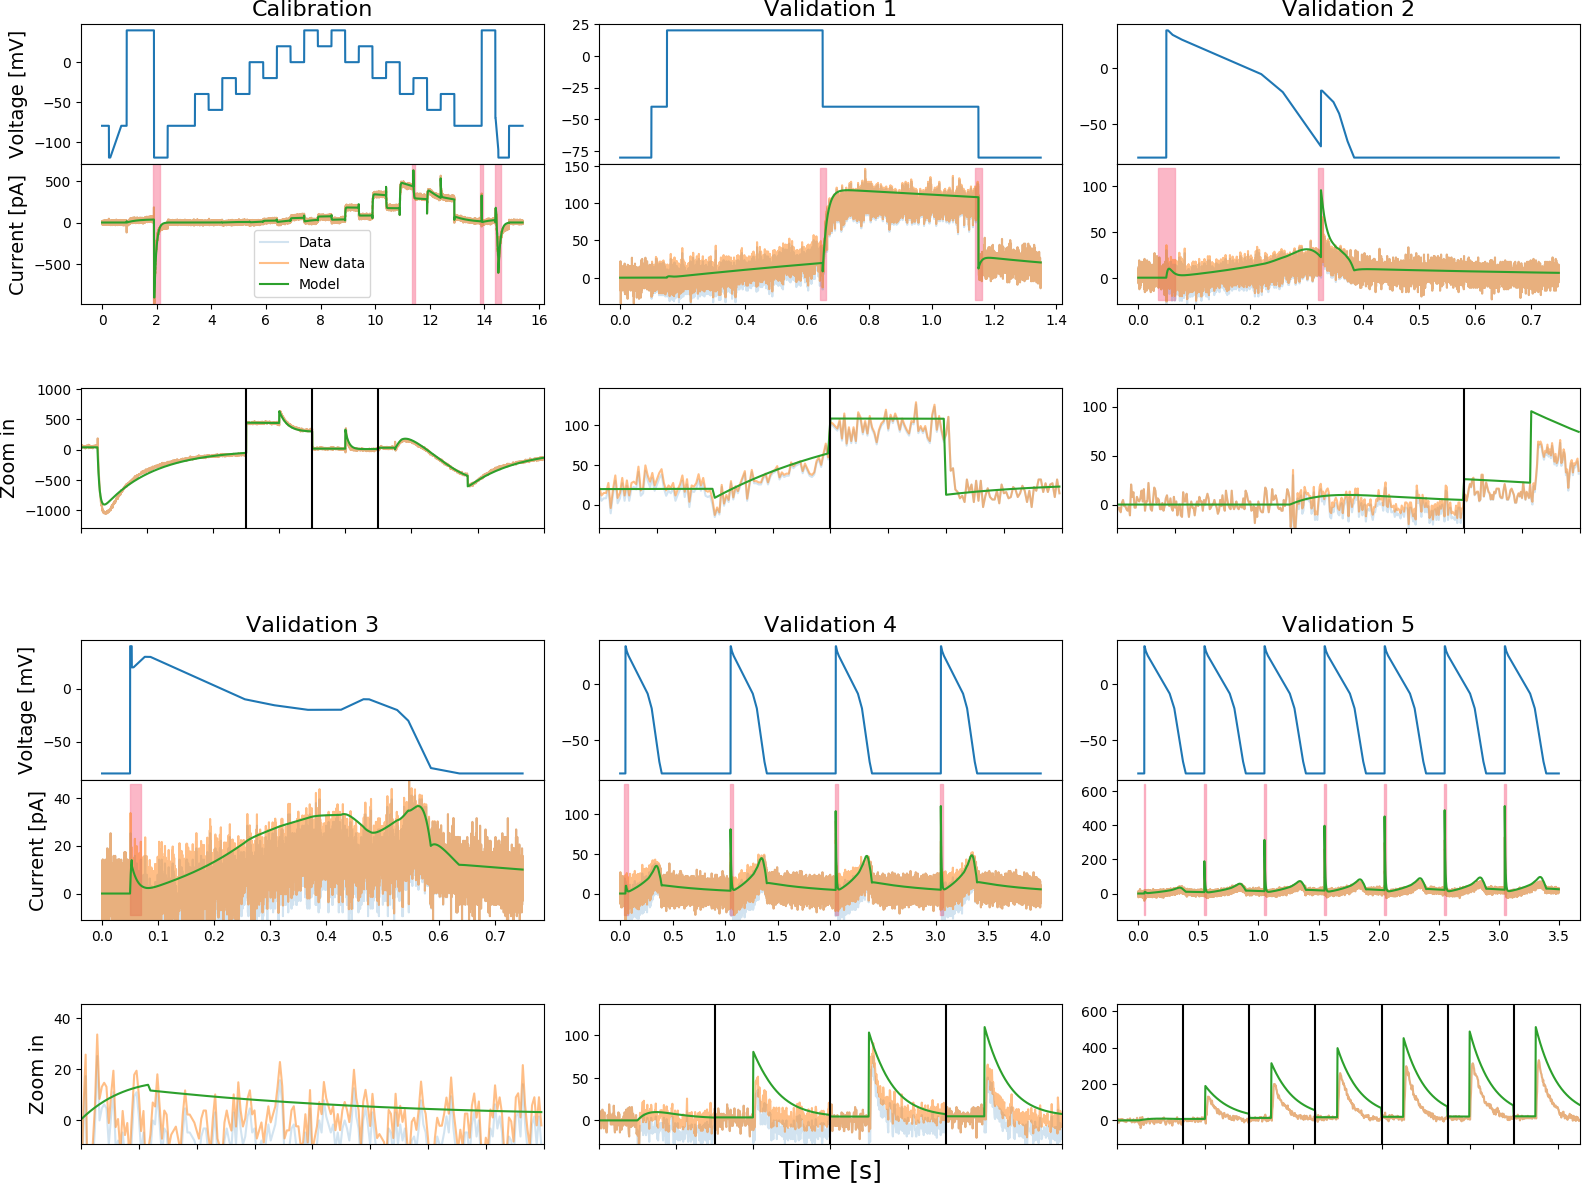 Calibration
Validation 1
Validation 2
Voltage [mV]
0
−50
−100
25
0
−25
−50
−75
0
−50
Current [pA]
500
0
−500
Data
New data
Model
150
100
50
0
100
50
0
0 2 4 6 8 10 12 14 16
0.0 0.2 0.4 0.6 0.8 1.0 1.2 1.4
0.0 0.1 0.2 0.3 0.4 0.5 0.6 0.7
Zoom in
1000
500
0
−500
−1000
100
50
0
100
50
0
Validation 3
Validation 4
Validation 5
Voltage [mV]
0
−50
0
−50
0
−50
Current [pA]
40
20
0
100
50
0
600
400
200
0
0.0 0.1 0.2 0.3 0.4 0.5 0.6 0.7
0.0 0.5 1.0 1.5 2.0 2.5 3.0 3.5 4.0
0.0 0.5 1.0 1.5 2.0 2.5 3.0 3.5
Zoom in
40
20
0
100
50
0
600
400
200
0
Time [s]